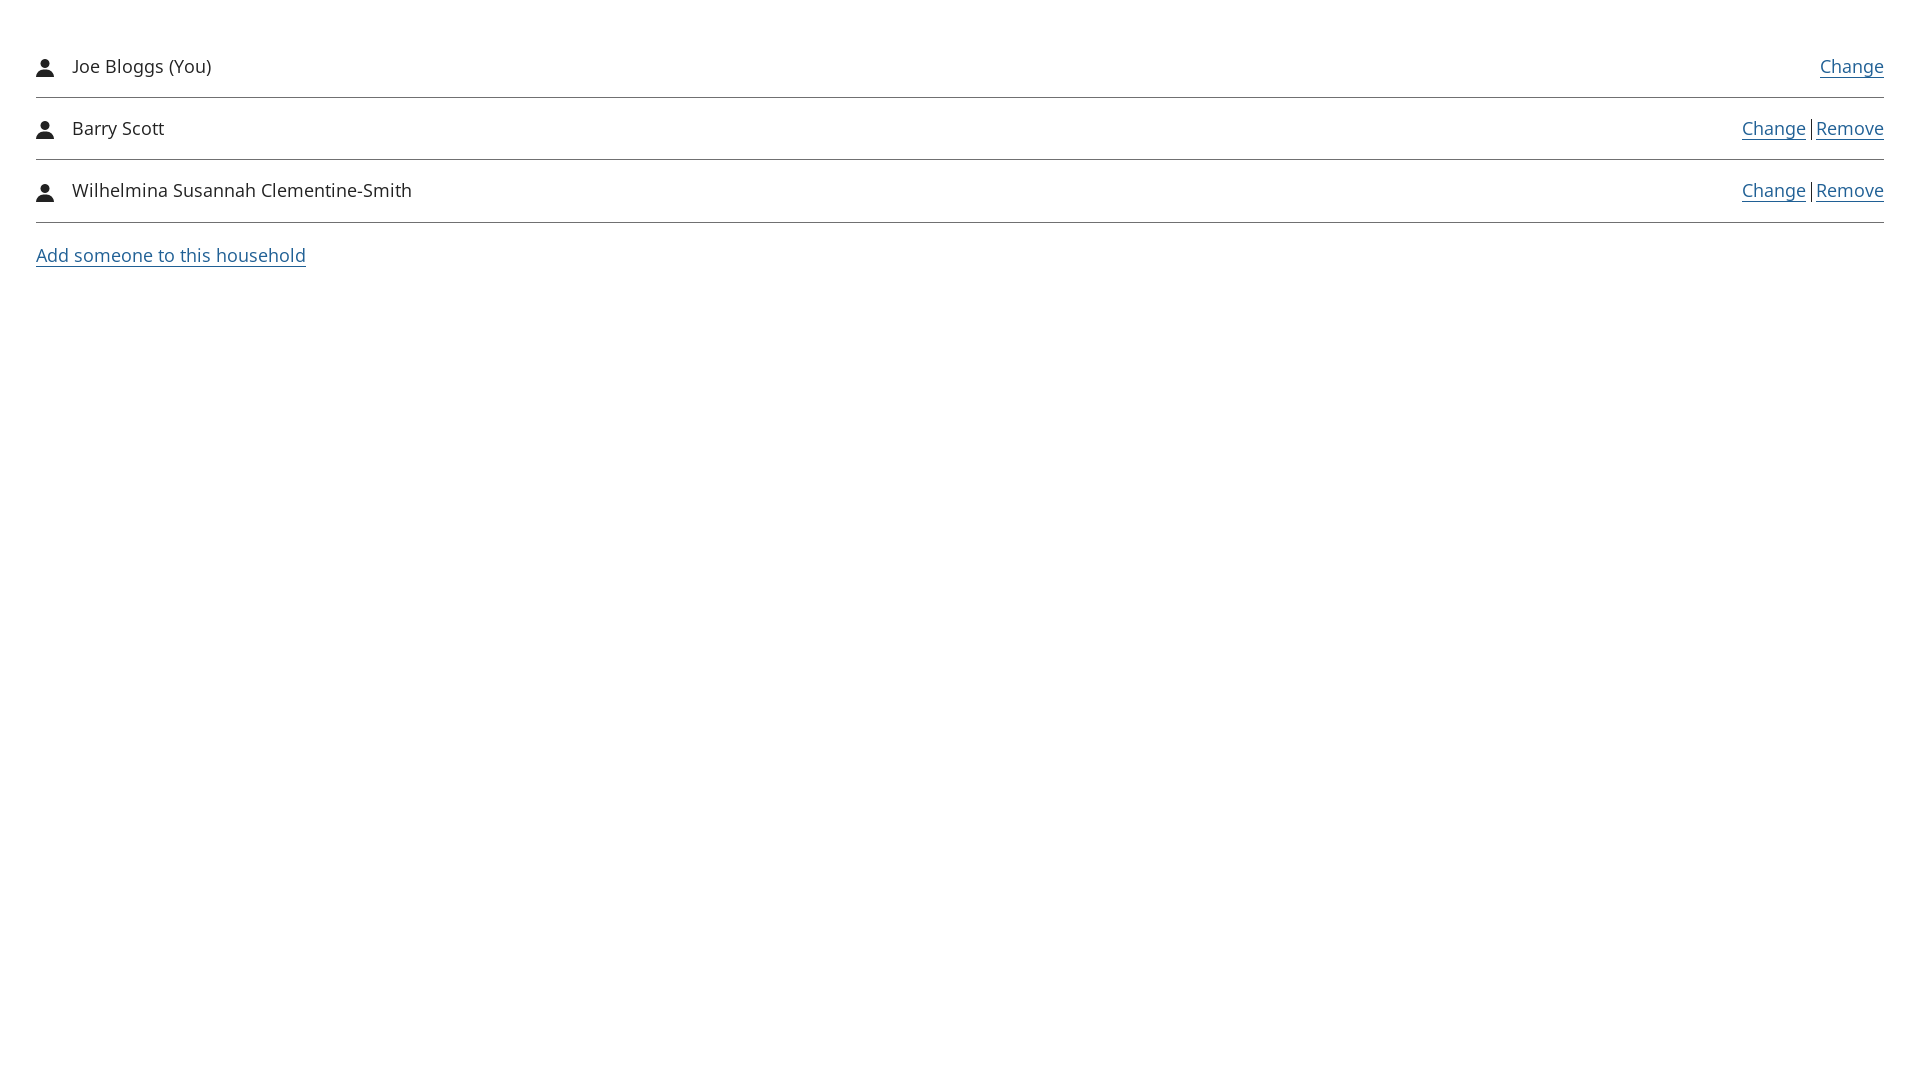 Joe Bloggs (You) Change
Barry Scott Change Remove
Wilhelmina Susannah Clementine-Smith Change Remove
Add someone to this household